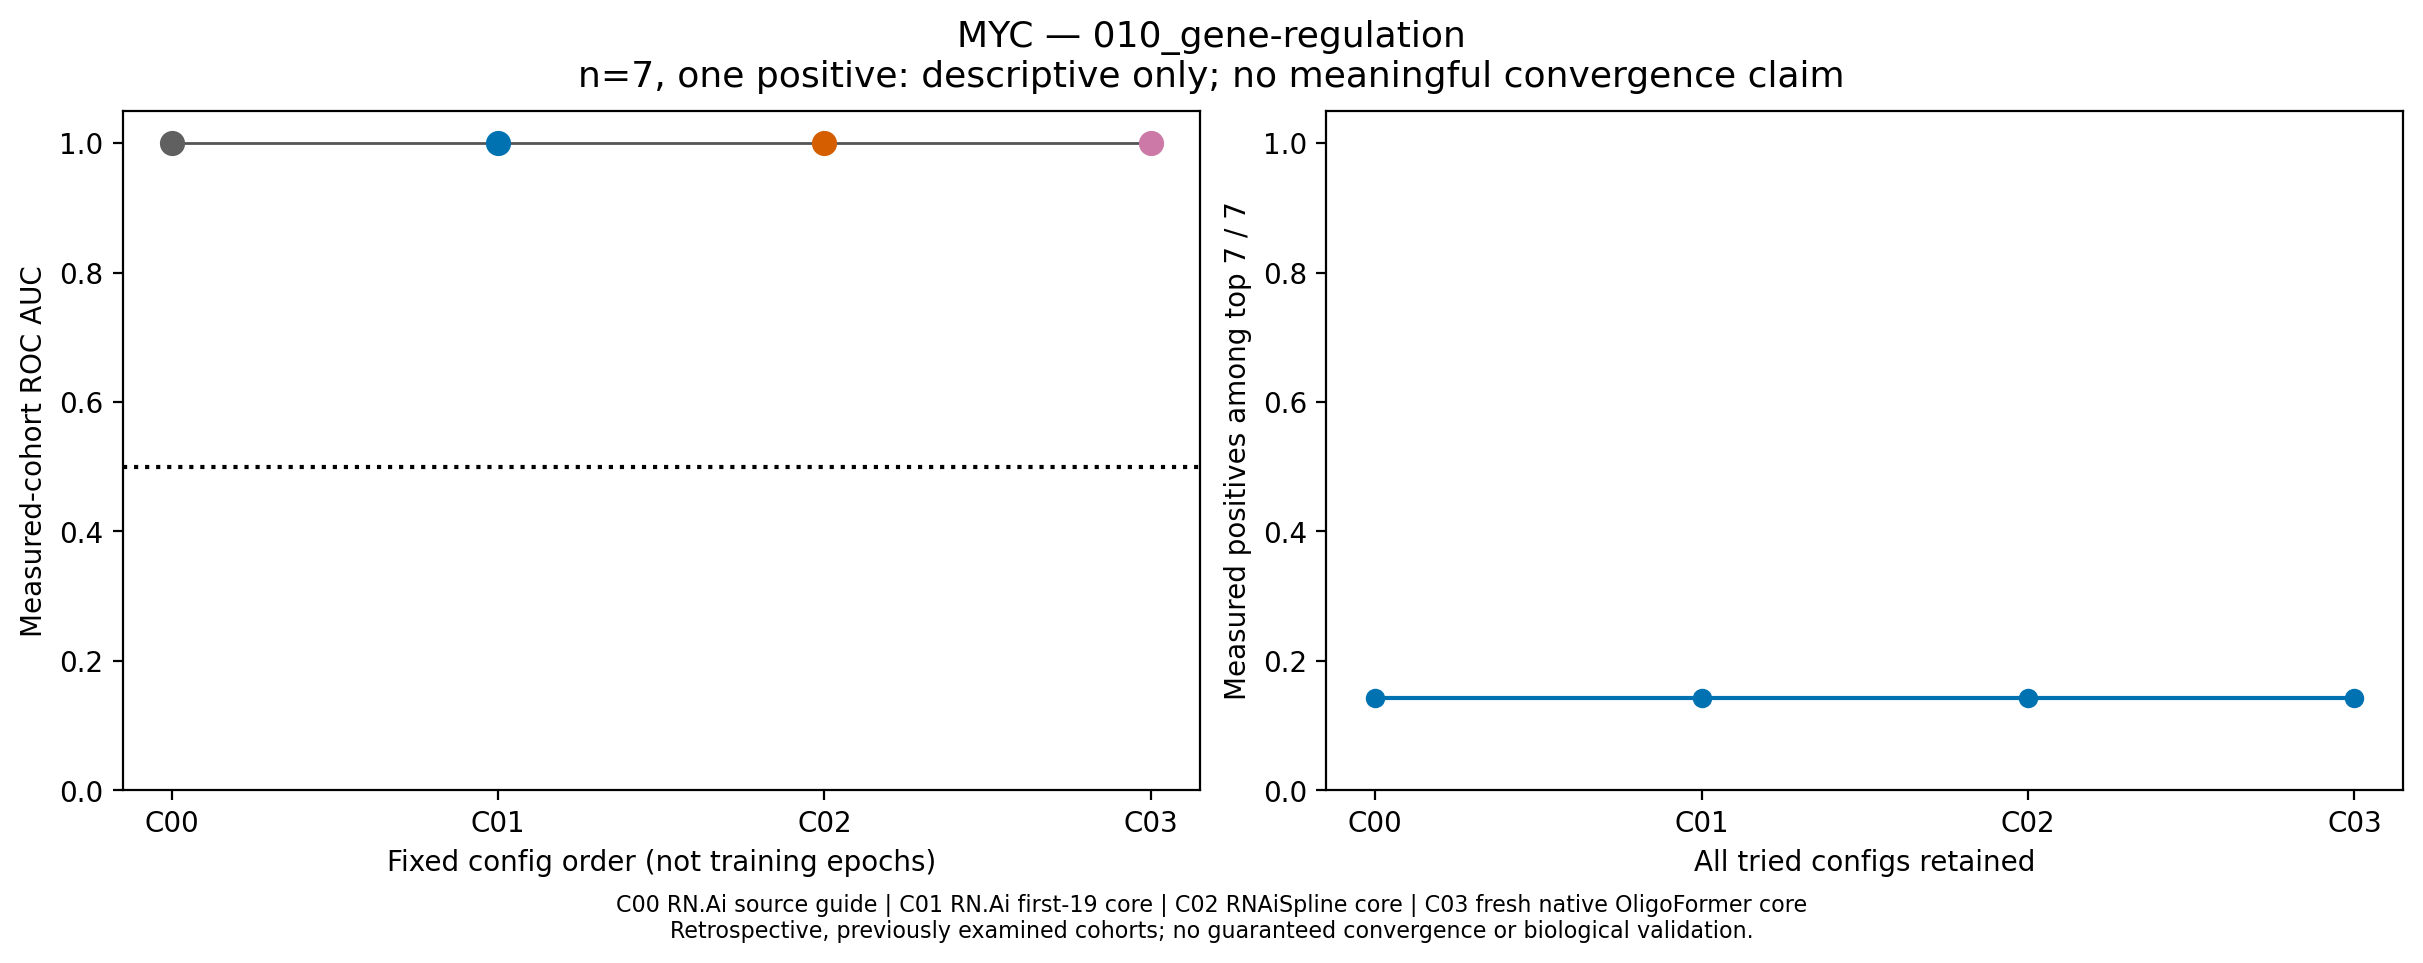 MYC — 010_gene-regulation
n=7, one positive: descriptive only; no meaningful convergence claim
Measured-cohort ROC AUC
1.0
0.8
0.6
0.4
0.2
0.0
C00 C01 C02 C03
Fixed config order (not training epochs)
Measured positives among top 7 / 7
1.0
0.8
0.6
0.4
0.2
0.0
C00 C01 C02 C03
All tried configs retained
C00 RN.Ai source guide | C01 RN.Ai first-19 core | C02 RNAiSpline core | C03 fresh native OligoFormer core
Retrospective, previously examined cohorts; no guaranteed convergence or biological validation.